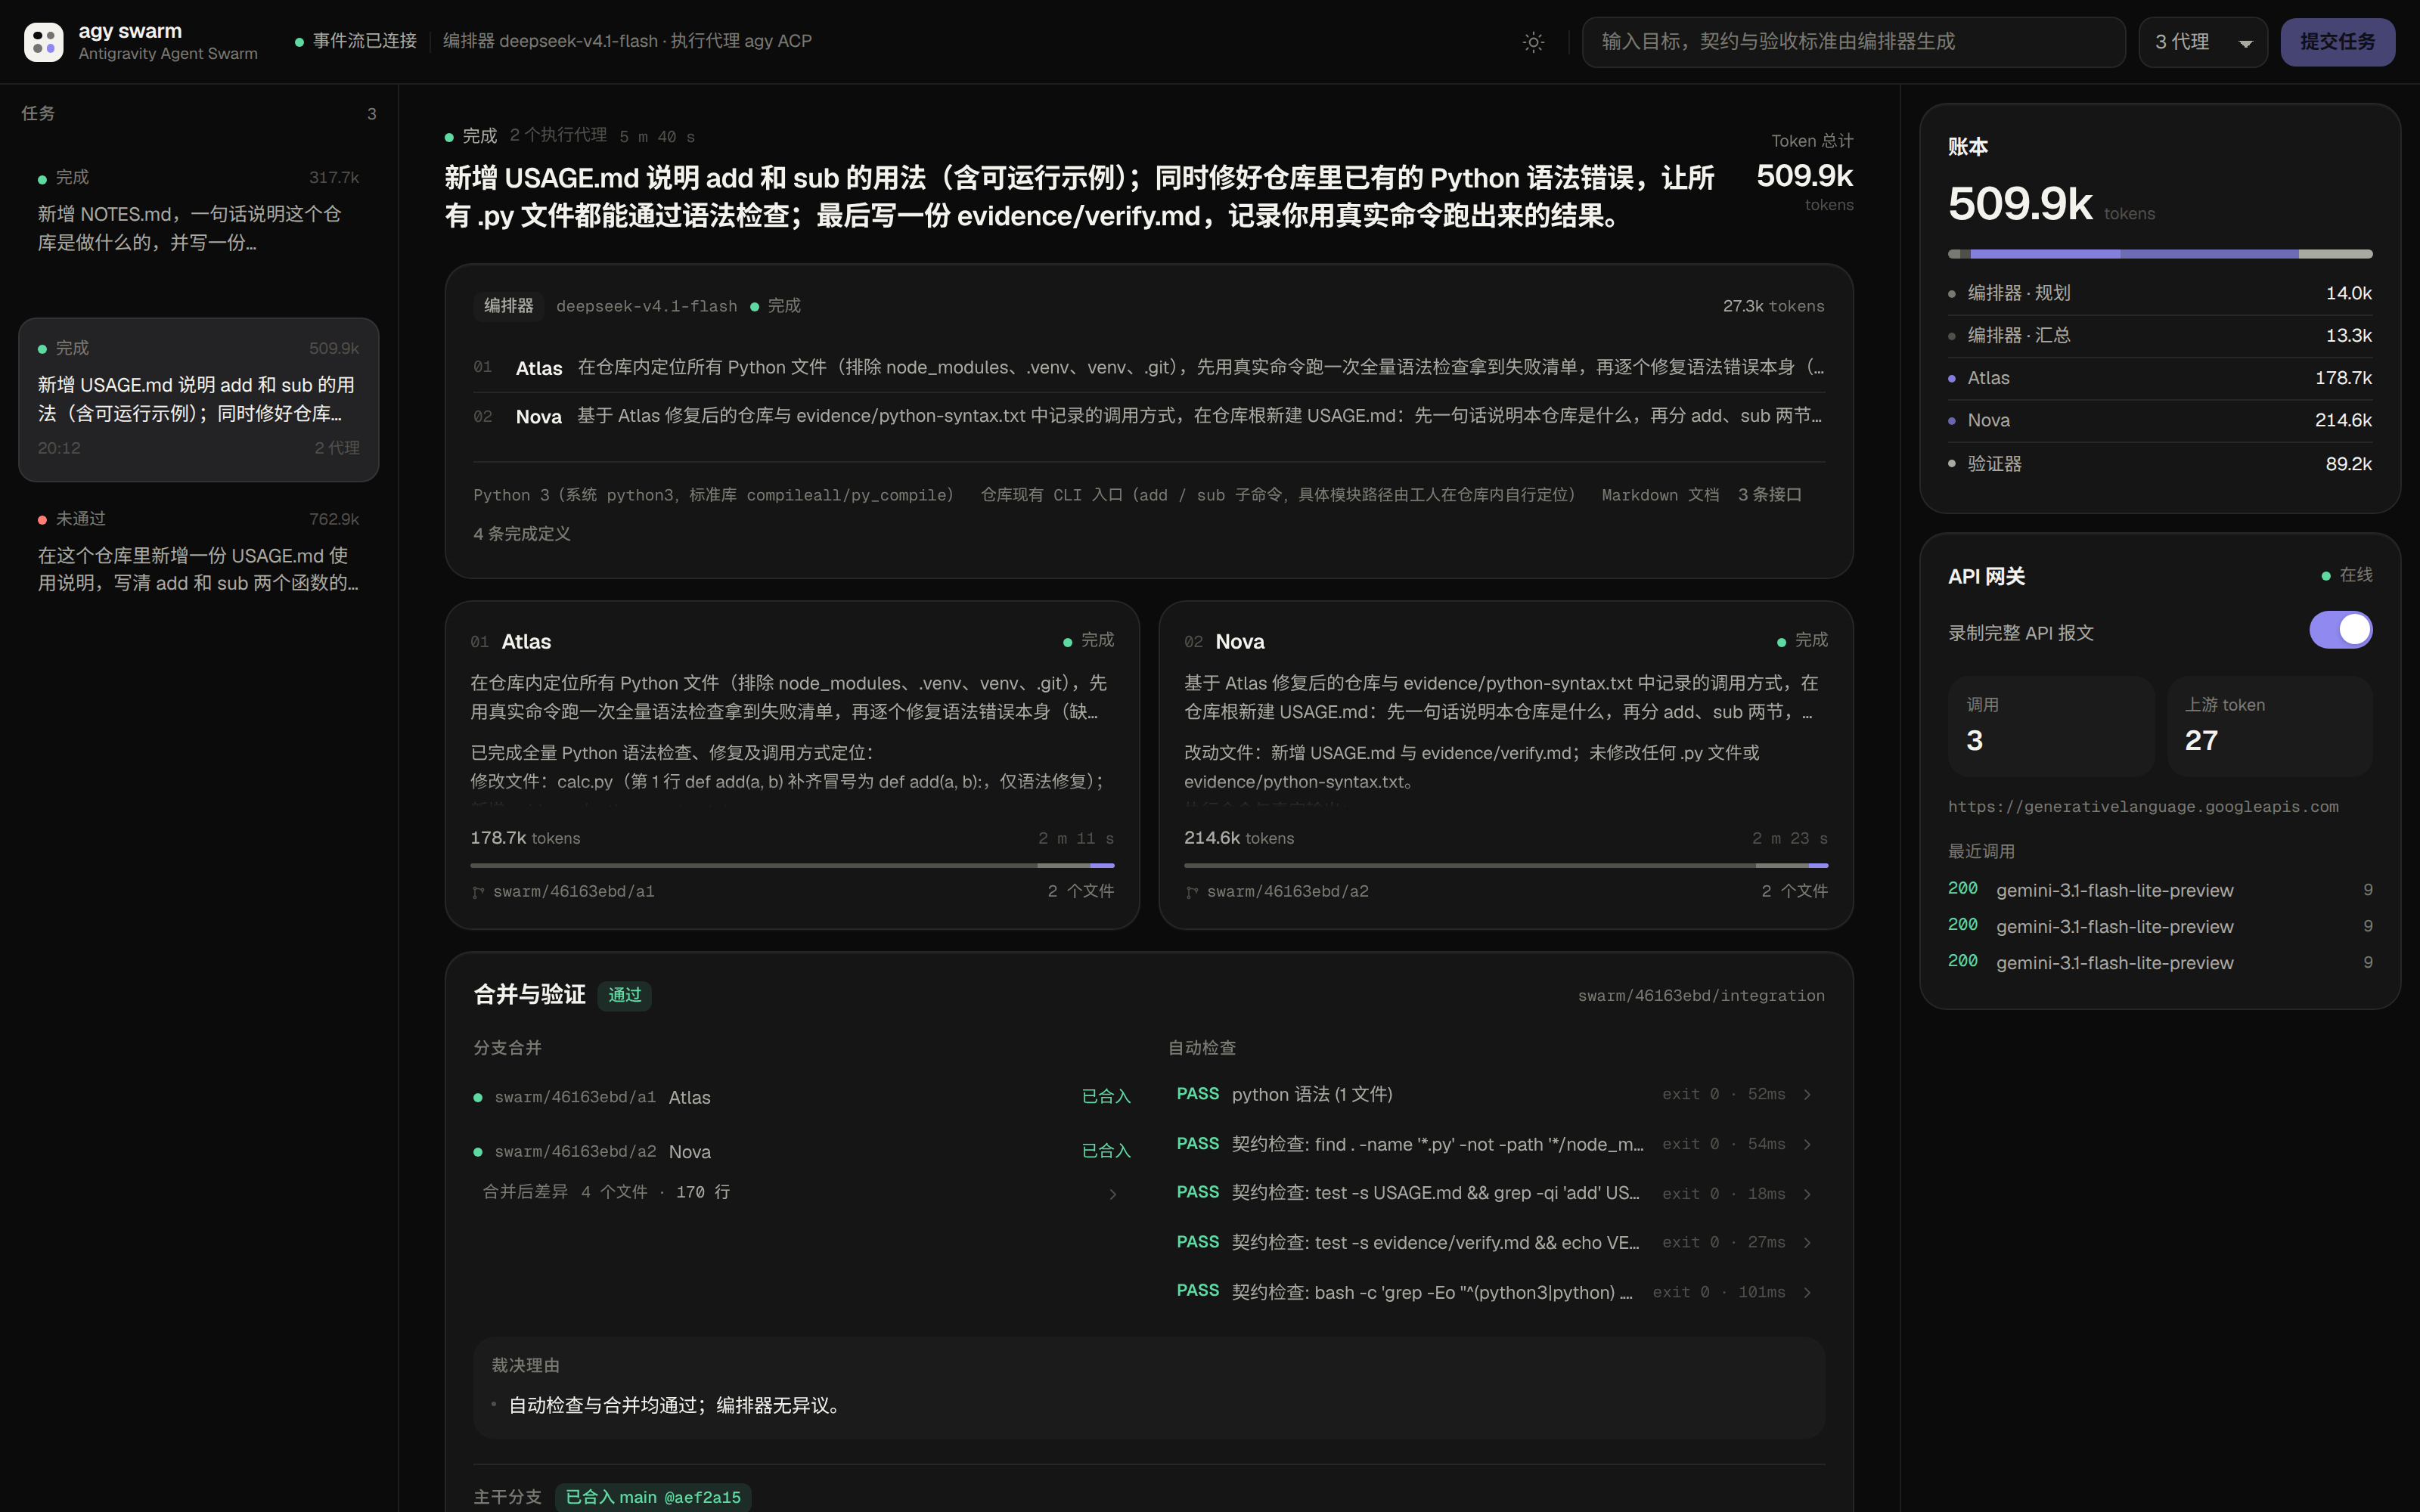 agy swarm
Antigravity Agent Swarm
事件流已连接
编排器 deepseek-v4.1-flash · 执行代理 agy ACP
输入目标，契约与验收标准由编排器生成
3 代理
提交任务
任务
3
完成
317.7k
新增 NOTES.md，一句话说明这个仓
库是做什么的，并写一份...
完成
509.9k
新增 USAGE.md 说明 add 和 sub 的用
法（含可运行示例）；同时修好仓库...
20:12
2 代理
未通过
762.9k
在这个仓库里新增一份 USAGE.md 使
用说明，写清 add 和 sub 两个函数的...
完成 2 个执行代理 5 m 40 s
新增 USAGE.md 说明 add 和 sub 的用法（含可运行示例）；同时修好仓库里已有的 Python 语法错误，让所
有 .py 文件都能通过语法检查；最后写一份 evidence/verify.md，记录你用真实命令跑出来的结果。
Token 总计
509.9k
tokens
编排器 deepseek-v4.1-flash 完成
27.3k tokens
01 Atlas 在仓库内定位所有 Python 文件（排除 node_modules、.venv、venv、.git），先用真实命令跑一次全量语法检查拿到失败清单，再逐个修复语法错误本身（...
02 Nova 基于 Atlas 修复后的仓库与 evidence/python-syntax.txt 中记录的调用方式，在仓库根新建 USAGE.md：先一句话说明本仓库是什么，再分 add、sub 两节...
Python 3（系统 python3，标准库 compileall/py_compile） 仓库现有 CLI 入口（add / sub 子命令，具体模块路径由工人在仓库内自行定位） Markdown 文档 3 条接口
4 条完成定义
01 Atlas
完成
在仓库内定位所有 Python 文件（排除 node_modules、.venv、venv、.git），先
用真实命令跑一次全量语法检查拿到失败清单，再逐个修复语法错误本身（缺...
已完成全量 Python 语法检查、修复及调用方式定位：
修改文件：calc.py（第 1 行 def add(a, b) 补齐冒号为 def add(a, b):，仅语法修复）；
178.7k tokens
2 m 11 s
swarm/46163ebd/a1
2 个文件
02 Nova
完成
基于 Atlas 修复后的仓库与 evidence/python-syntax.txt 中记录的调用方式，在
仓库根新建 USAGE.md：先一句话说明本仓库是什么，再分 add、sub 两节，...
改动文件：新增 USAGE.md 与 evidence/verify.md；未修改任何 .py 文件或
evidence/python-syntax.txt。
214.6k tokens
2 m 23 s
swarm/46163ebd/a2
2 个文件
合并与验证 通过
swarm/46163ebd/integration
分支合并
swarm/46163ebd/a1 Atlas
已合入
swarm/46163ebd/a2 Nova
已合入
合并后差异 4 个文件 · 170 行
自动检查
PASS python 语法 (1 文件) exit 0 · 52ms
PASS 契约检查: find . -name '*.py' -not -path '*/node_m... exit 0 · 54ms
PASS 契约检查: test -s USAGE.md && grep -qi 'add' US... exit 0 · 18ms
PASS 契约检查: test -s evidence/verify.md && echo VE... exit 0 · 27ms
PASS 契约检查: bash -c 'grep -Eo "^(python3|python) .... exit 0 · 101ms
裁决理由
自动检查与合并均通过；编排器无异议。
主干分支 已合入 main @aef2a15
账本
509.9k tokens
编排器 · 规划 14.0k
编排器 · 汇总 13.3k
Atlas 178.7k
Nova 214.6k
验证器 89.2k
API 网关
在线
录制完整 API 报文
调用
3
上游 token
27
https://generativelanguage.googleapis.com
最近调用
200 gemini-3.1-flash-lite-preview 9
200 gemini-3.1-flash-lite-preview 9
200 gemini-3.1-flash-lite-preview 9